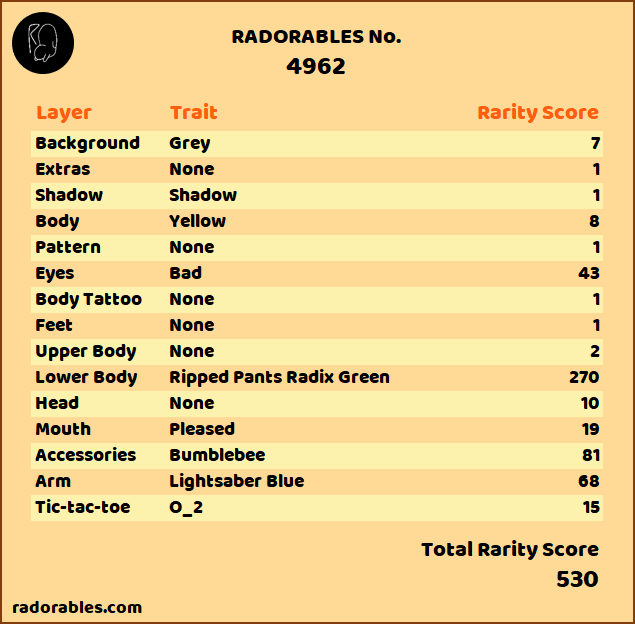 RADORABLES No.
4962
Layer Trait Rarity Score
Background Grey 7
Extras None 1
Shadow Shadow 1
Body Yellow 8
Pattern None 1
Eyes Bad 43
Body Tattoo None 1
Feet None 1
Upper Body None 2
Lower Body Ripped Pants Radix Green 270
Head None 10
Mouth Pleased 19
Accessories Bumblebee 81
Arm Lightsaber Blue 68
Tic-tac-toe O_2 15
Total Rarity Score
530
radorables.com